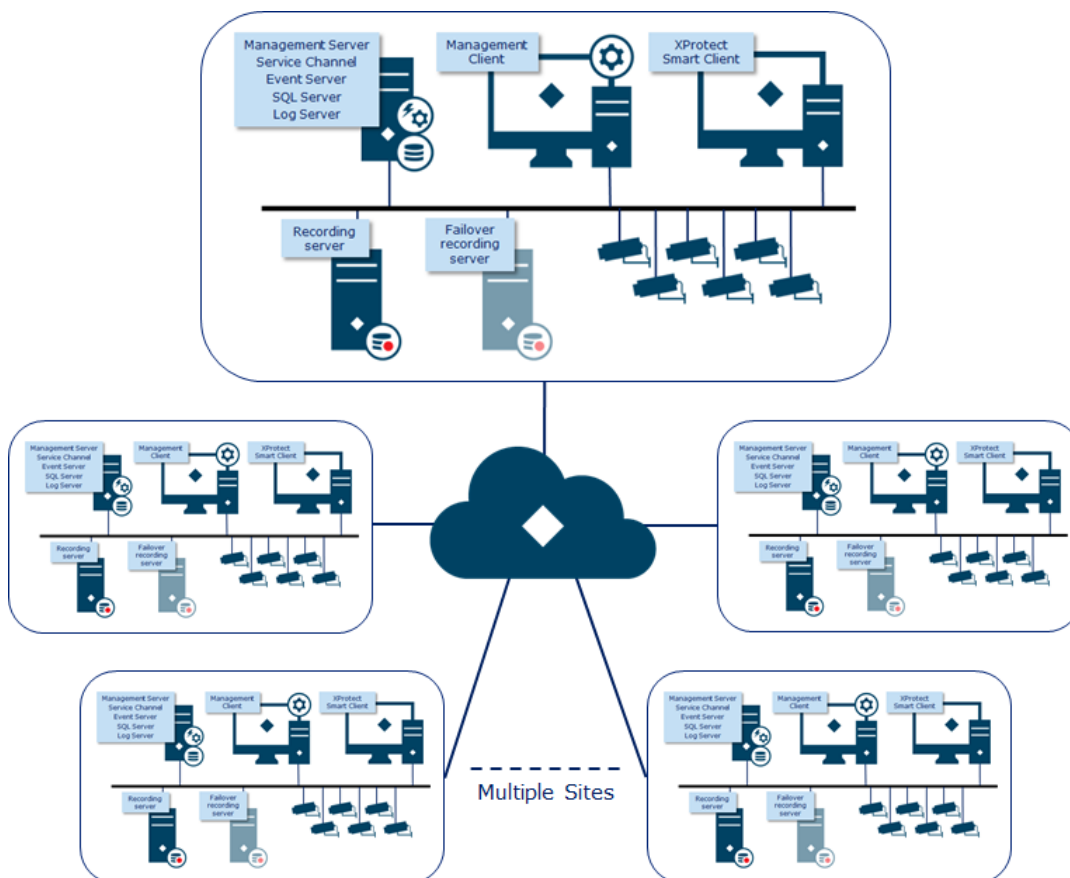 Management Server
Service Channel
Event Server
SQL Server
Log Server
Management
Client
XProtect
Smart Client
Recording
server
Failover
recording
server
Management Server
Service Channel
Event Server
SQL Server
Log Server
Management
Client
XProtect
Smart Client
Recording
server
Failover
recording
server
Management Server
Service Channel
Event Server
SQL Server
Log Server
Management
Client
XProtect
Smart Client
Recording
server
Failover
recording
server
Management Server
Service Channel
Event Server
SQL Server
Log Server
Management
Client
XProtect
Smart Client
Recording
server
Failover
recording
server
Multiple Sites
Management Server
Service Channel
Event Server
SQL Server
Log Server
Management
Client
XProtect
Smart Client
Recording
server
Failover
recording
server